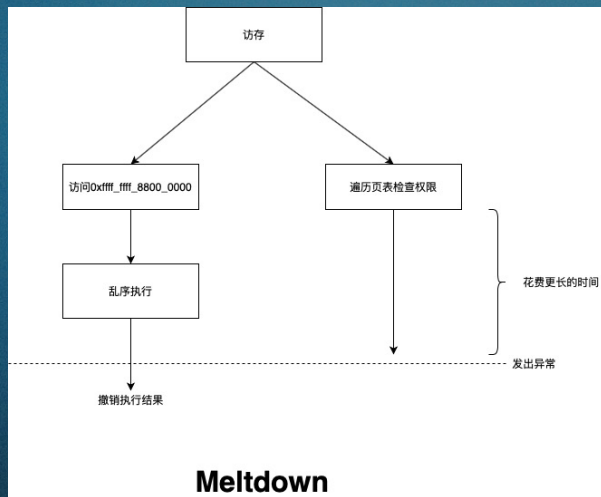 访存
访问0xffff_ffff_8800_0000
遍历页表检查权限
乱序执行
花费更长的时间
发出异常
撤销执行结果
Meltdown